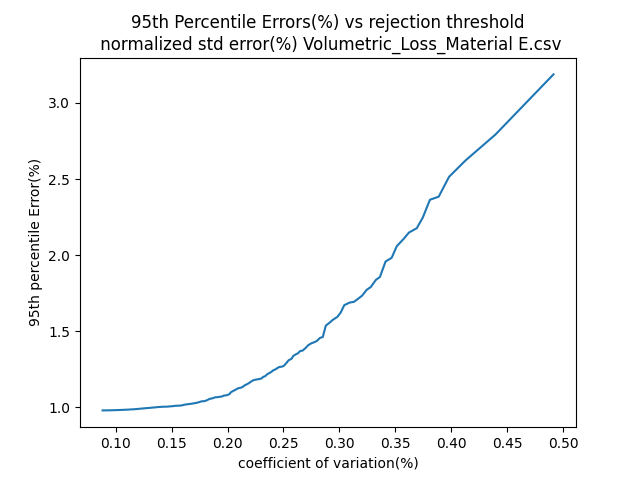 95th Percentile Errors(%) vs rejection threshold
normalized std error(%) Volumetric_Loss_Material E.csv
3.0
2.5
2.0
1.5
1.0
95th percentile Error(%)
0.10 0.15 0.20 0.25 0.30 0.35 0.40 0.45 0.50
coefficient of variation(%)